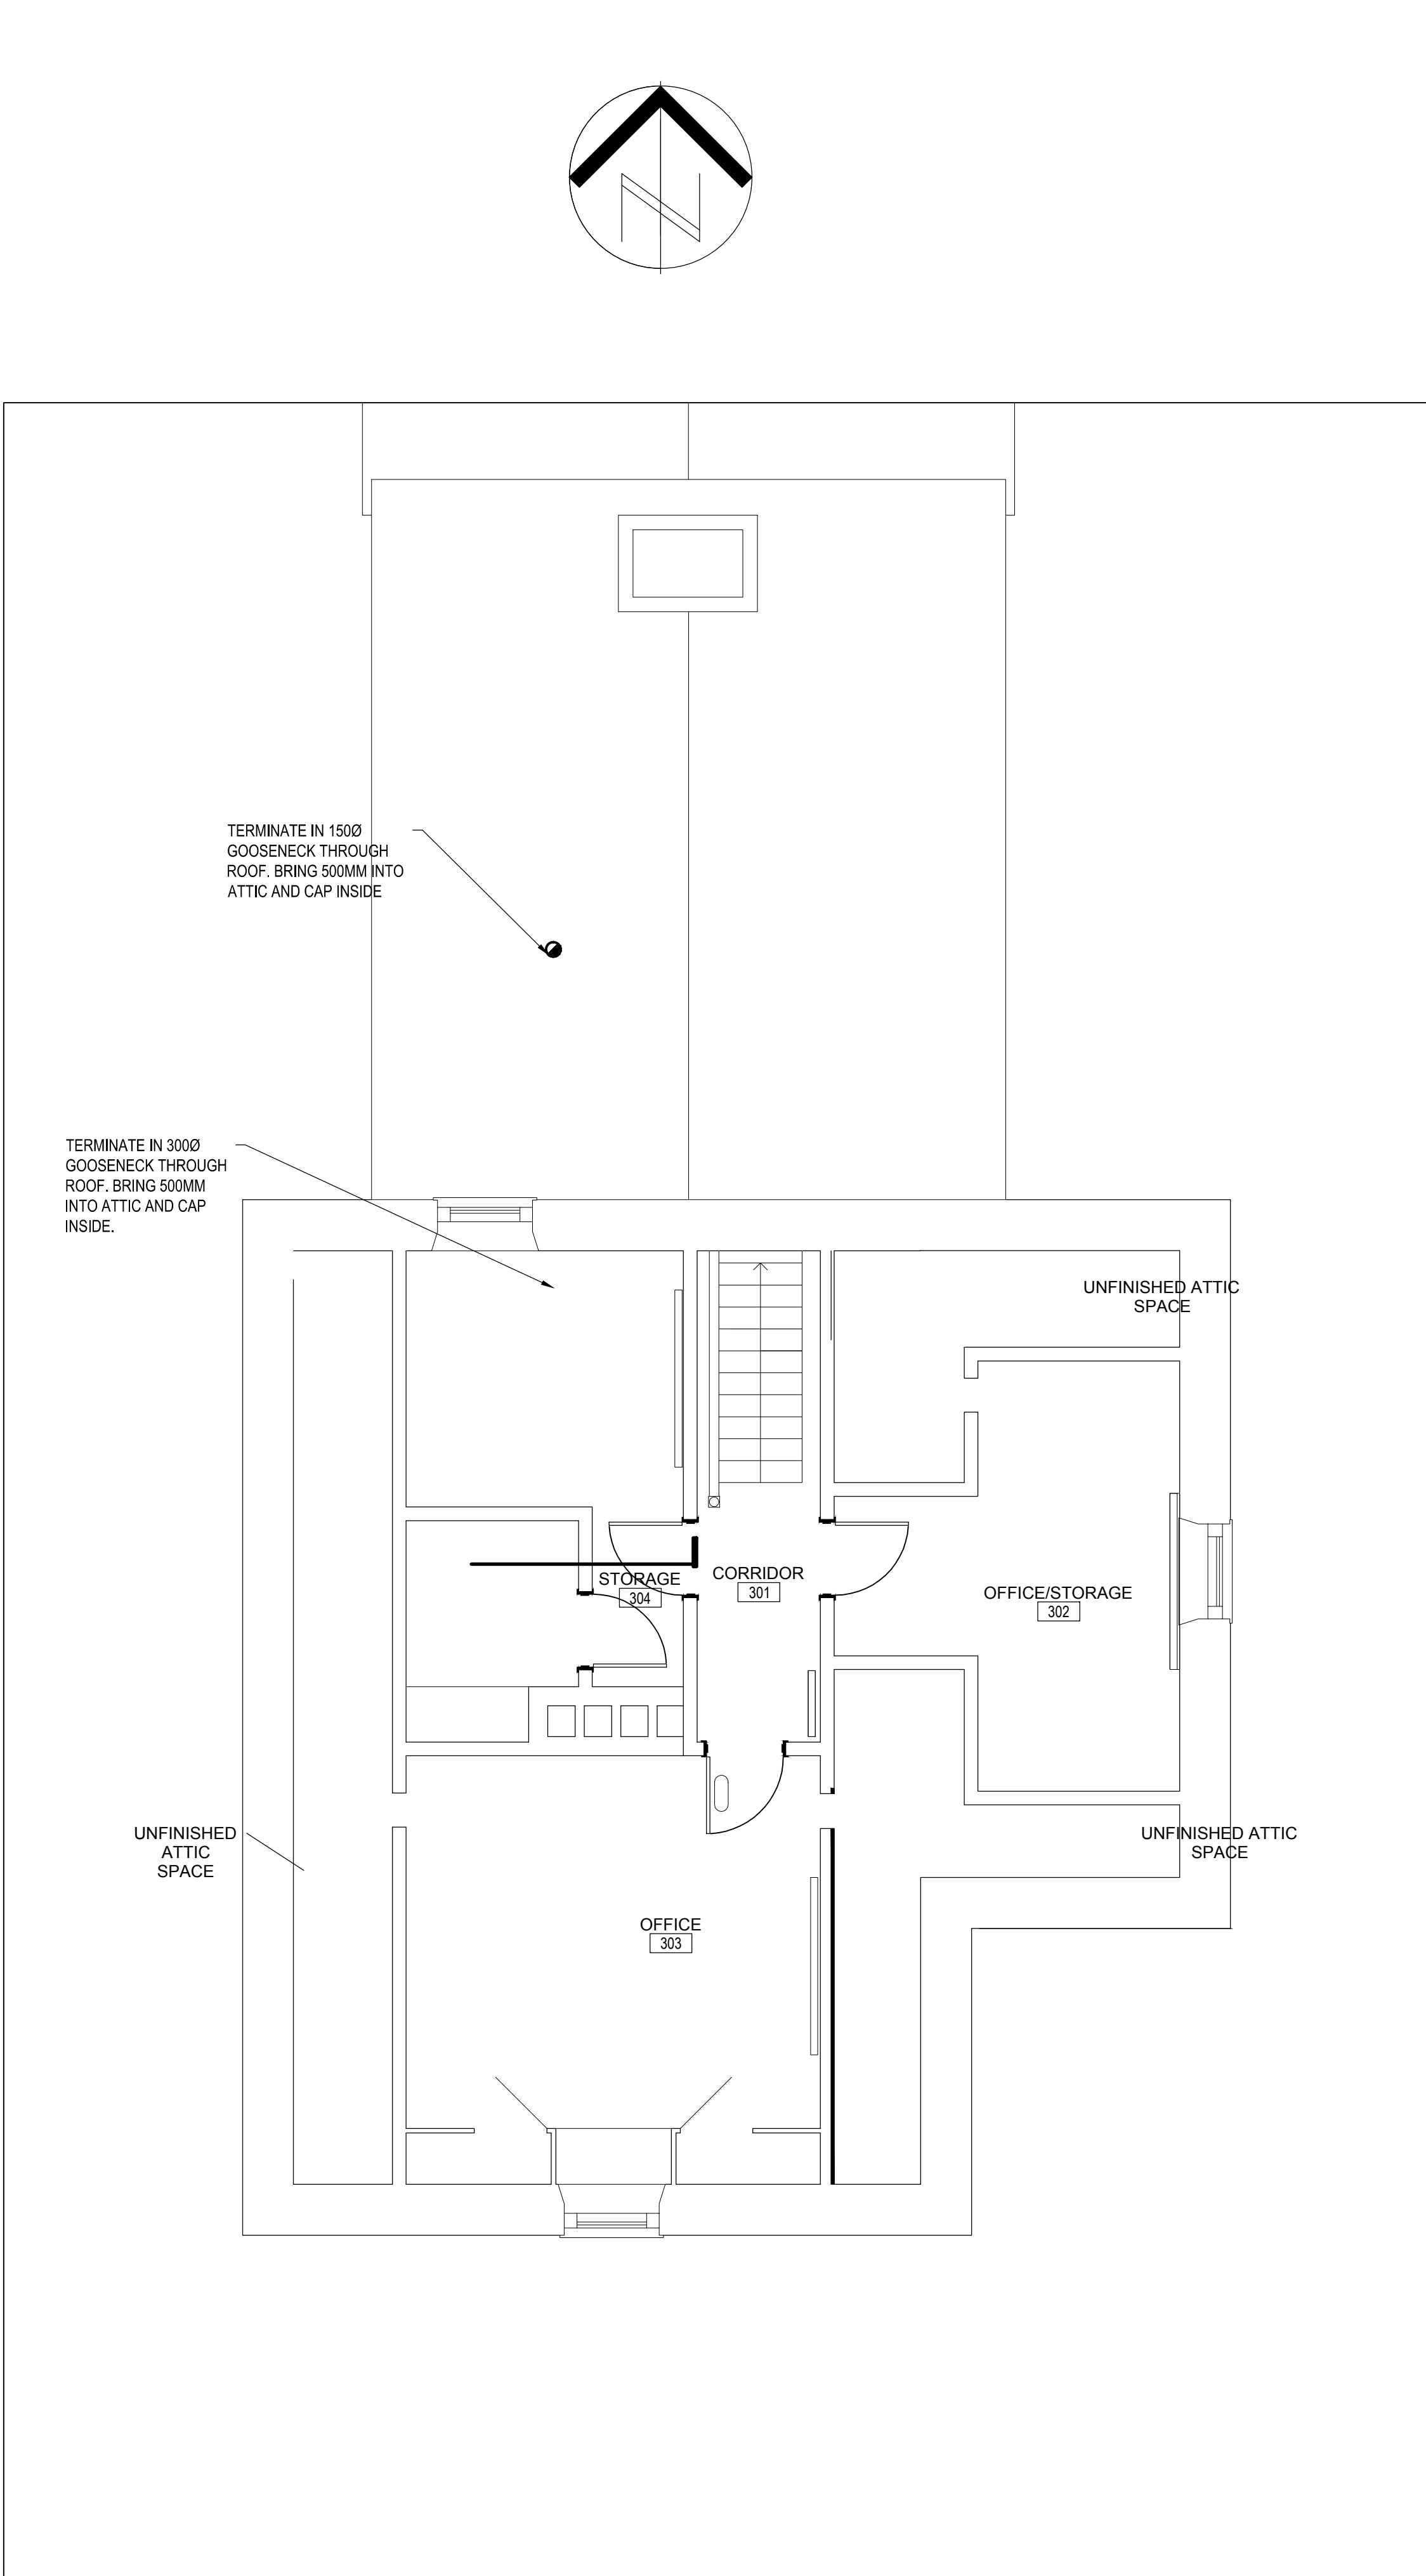 N
TERMINATE IN 150Ø
GOOSENECK THROUGH
ROOF. BRING 500MM INTO
ATTIC AND CAP INSIDE
TERMINATE IN 300Ø
GOOSENECK THROUGH
ROOF. BRING 500MM
INTO ATTIC AND CAP
INSIDE.
UNFINISHED ATTIC
SPACE
STORAGE
304
CORRIDOR
301
OFFICE/STORAGE
302
UNFINISHED
ATTIC
SPACE
UNFINISHED ATTIC
SPACE
OFFICE
303